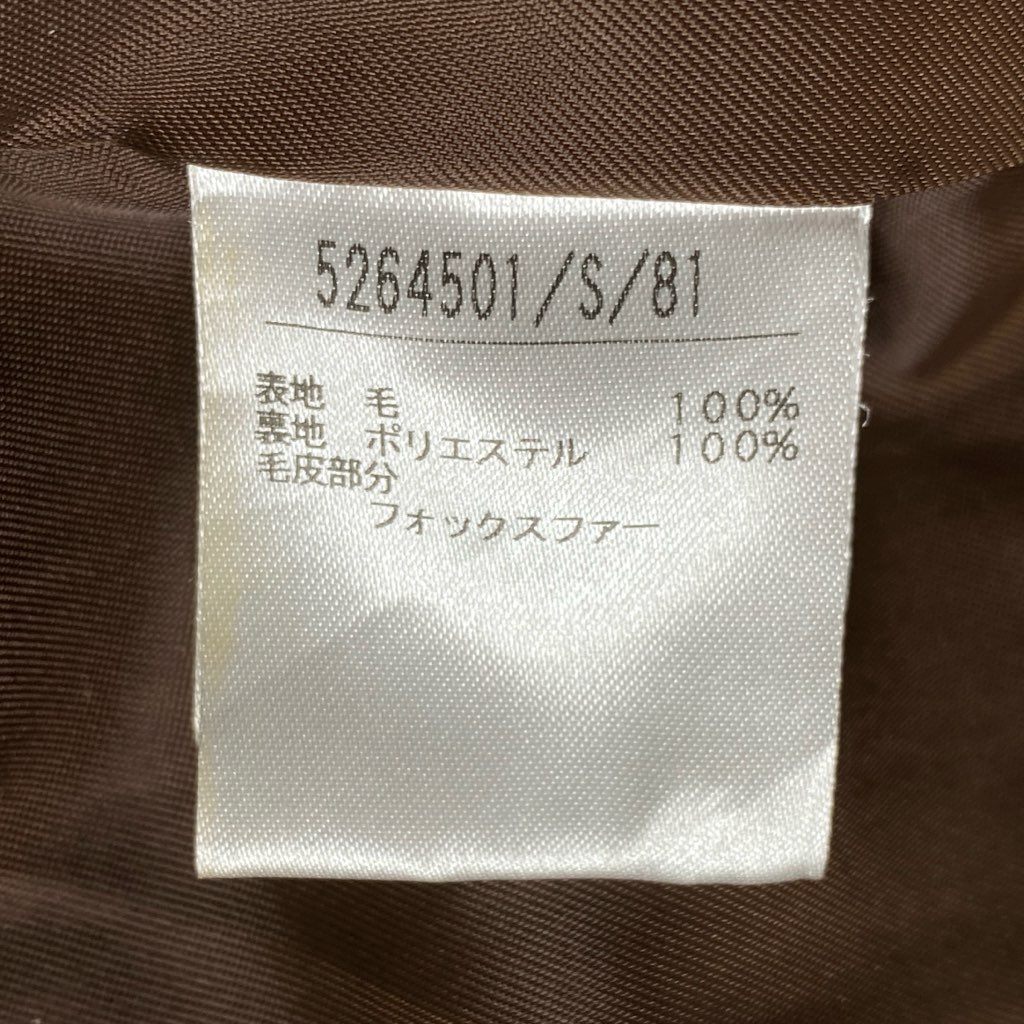 5264501/S/81
表地 毛 100%
裏地 ポリエステル 100%
毛皮部分
フォックスファー